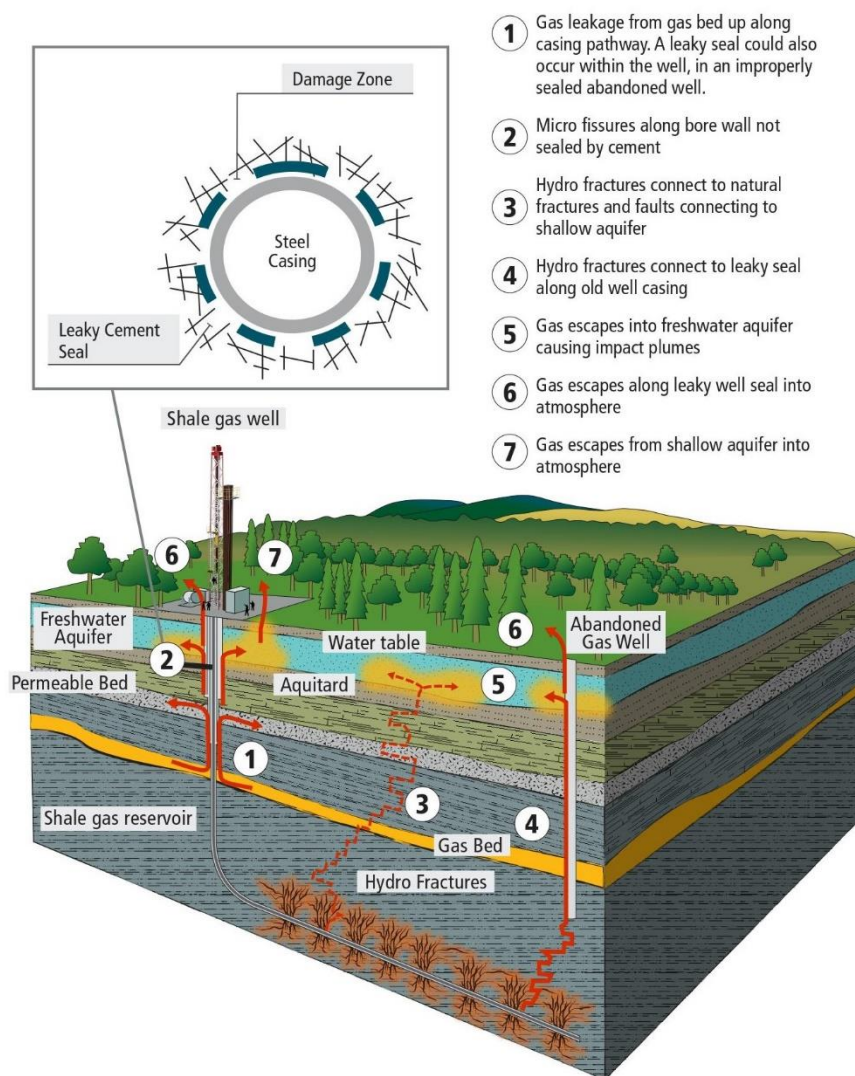 1 Gas leakage from gas bed up along
casing pathway. A leaky seal could also
occur within the well, in an improperly
sealed abandoned well.
2 Micro fissures along bore wall not
sealed by cement
3 Hydro fractures connect to natural
fractures and faults connecting to
shallow aquifer
4 Hydro fractures connect to leaky seal
along old well casing
5 Gas escapes into freshwater aquifer
causing impact plumes
6 Gas escapes along leaky well seal into
atmosphere
7 Gas escapes from shallow aquifer into
atmosphere
Damage Zone
Steel
Casing
Leaky Cement
Seal
Shale gas well
6
7
6
Freshwater
Aquifer
Water table
Abandoned
Gas Well
2
Permeable Bed
Aquitard
5
1
3
4
Shale gas reservoir
Gas Bed
Hydro Fractures